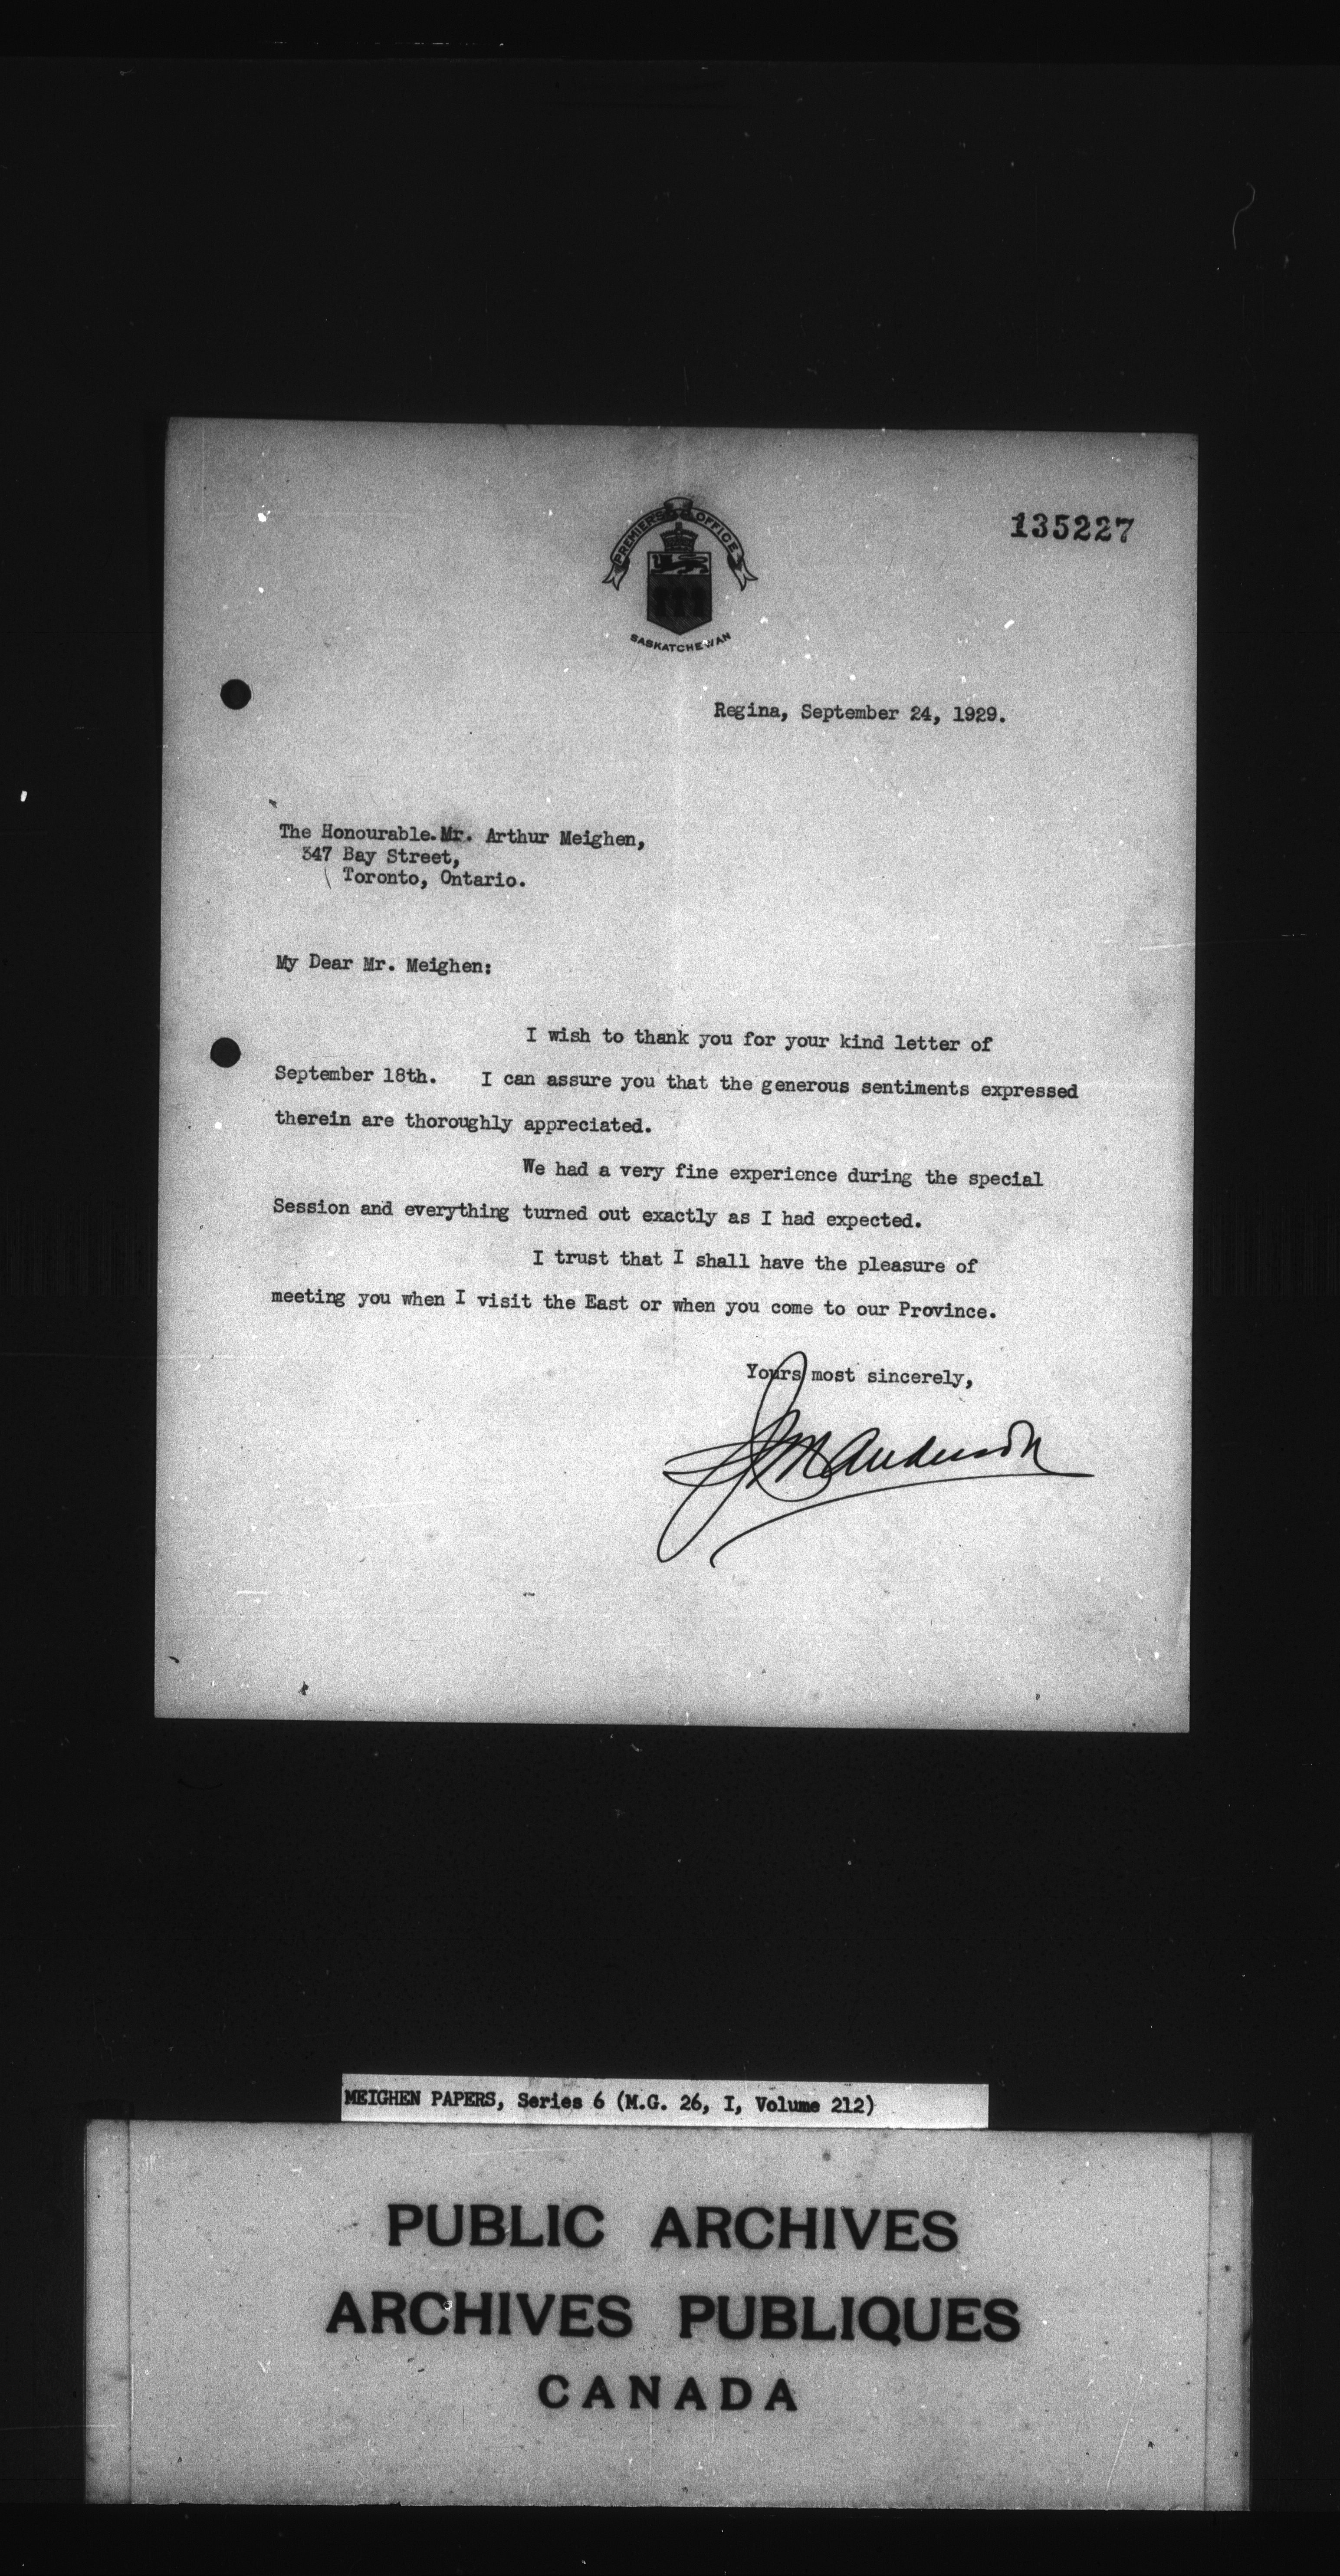 PREMIERS OFFICE
135227
SASKATCHEWAN
Regina, September 24, 1929.
The Honourable.Mr. Arthur Meighen,
347 Bay Street,
Toronto, Ontario.
My Dear Mr. Meighen:
I wish to thank you for your kind letter of
September 18th. I can assure you that the generous sentiments expressed
therein are thoroughly appreciated.
We had a very fine experience during the special
Session and everything turned out exactly as I had expected.
I trust that I shall have the pleasure of
meeting you when I visit the East or when you come to our Province.
Yours most sincerely,
JTM Anderson
MEIGHEN PAPERS, Series 6 (M.G. 26, I, Volume 212)
PUBLIC ARCHIVES
ARCHIVES PUBLIQUES
CANADA